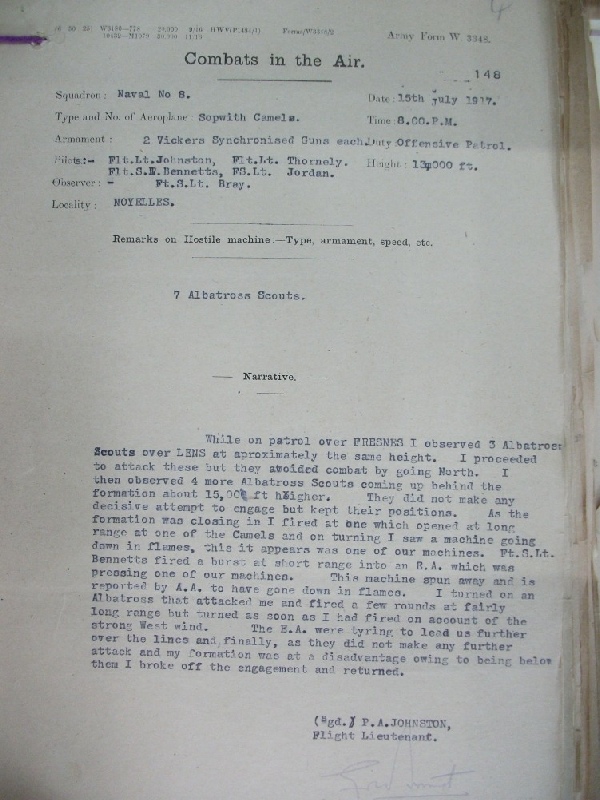 4
Army Form W. 3348.
Combats in the Air.
148
Squadron: Naval No 8.
Date: 15th July 1917.
Type and No. of Aeroplane: Sopwith Camels.
Time: 8.00.P.M.
Armament: 2 Vickers Synchronised Guns each.
Duty: Offensive Patrol.
Pilots:- Flt.Lt.Johnston, Flt.Lt. Thornely.
Height: 13,000 ft.
Flt.S.L. Bennetts, FS.Lt. Jordan.
Observer: - Ft.S.Lt. Bray.
Locality: NOYELLES.
Remarks on Hostile machine:—Type, armament, speed, etc.
7 Albatross Scouts.
— Narrative.
While on patrol over FRESNES I observed 3 Albatross
Scouts over LENS at aproximately the same height. I proceeded
to attack these but they avoided combat by going North. I
then observed 4 more Albatross Scouts coming up behind the
formation about 15,000 ft higher. They did not make any
decisive attempt to engage but kept their positions. As the
formation was closing in I fired at one which opened at long
range at one of the Camels and on turning I saw a machine going
down in flames, this it appears was one of our machines. Ft.S.Lt.
Bennetts fired a burst at short range into an E.A. which was
pressing one of our machines. This machine spun away and is
reported by A.A. to have gone down in flames. I turned on an
Albatross that attacked me and fired a few rounds at fairly
long range but turned as soon as I had fired on account of the
strong West wind. The E.A. were tyring to lead us further
over the lines and,finally, as they did not make any further
attack and my formation was at a disadvantage owing to being below
them I broke off the engagement and returned.
(Sgd.) P.A.JOHNSTON,
Flight Lieutenant.